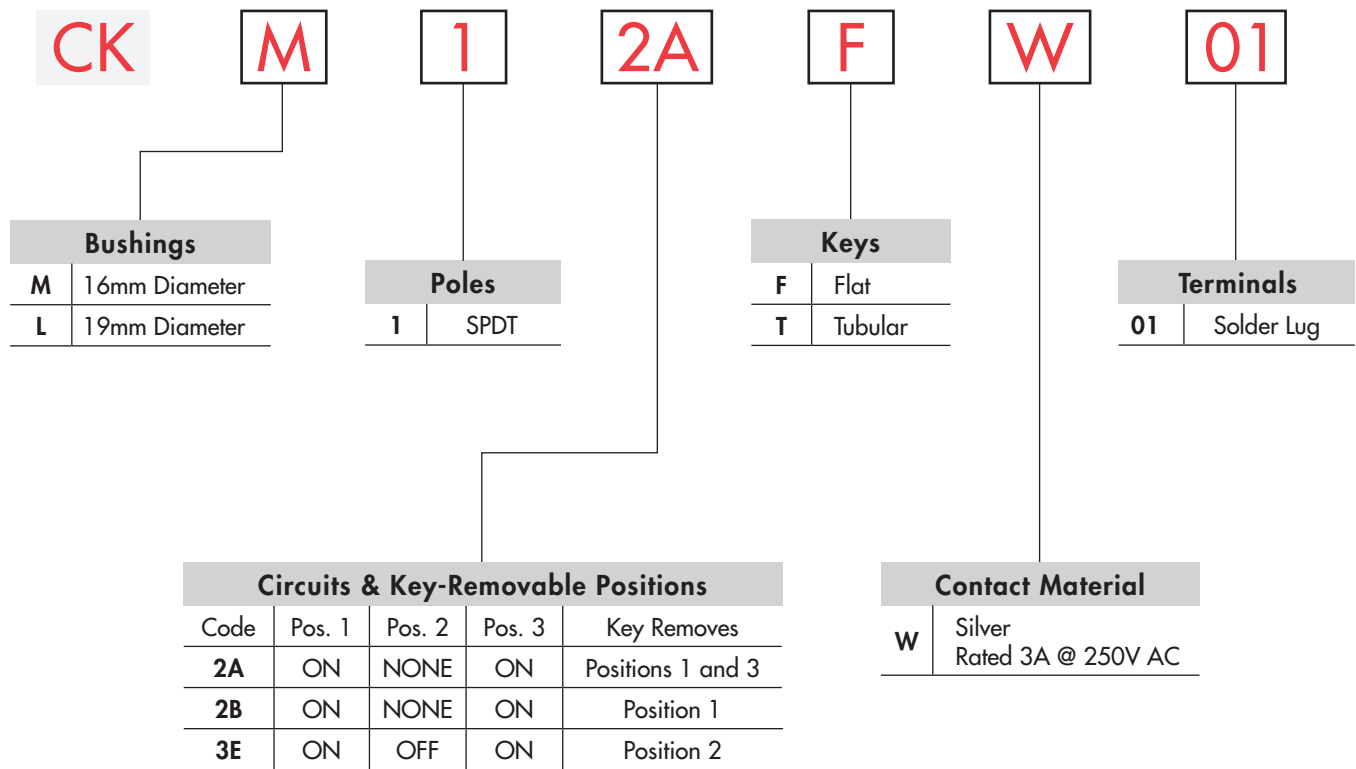 CK M 1 2A F W 01
Bushings
M 16mm Diameter
L 19mm Diameter
Poles
1 SPDT
Keys
F Flat
T Tubular
Terminals
01 Solder Lug
Circuits & Key-Removable Positions
Code Pos. 1 Pos. 2 Pos. 3 Key Removes
2A ON NONE ON Positions 1 and 3
2B ON NONE ON Position 1
3E ON OFF ON Position 2
Contact Material
W Silver
Rated 3A @ 250V AC